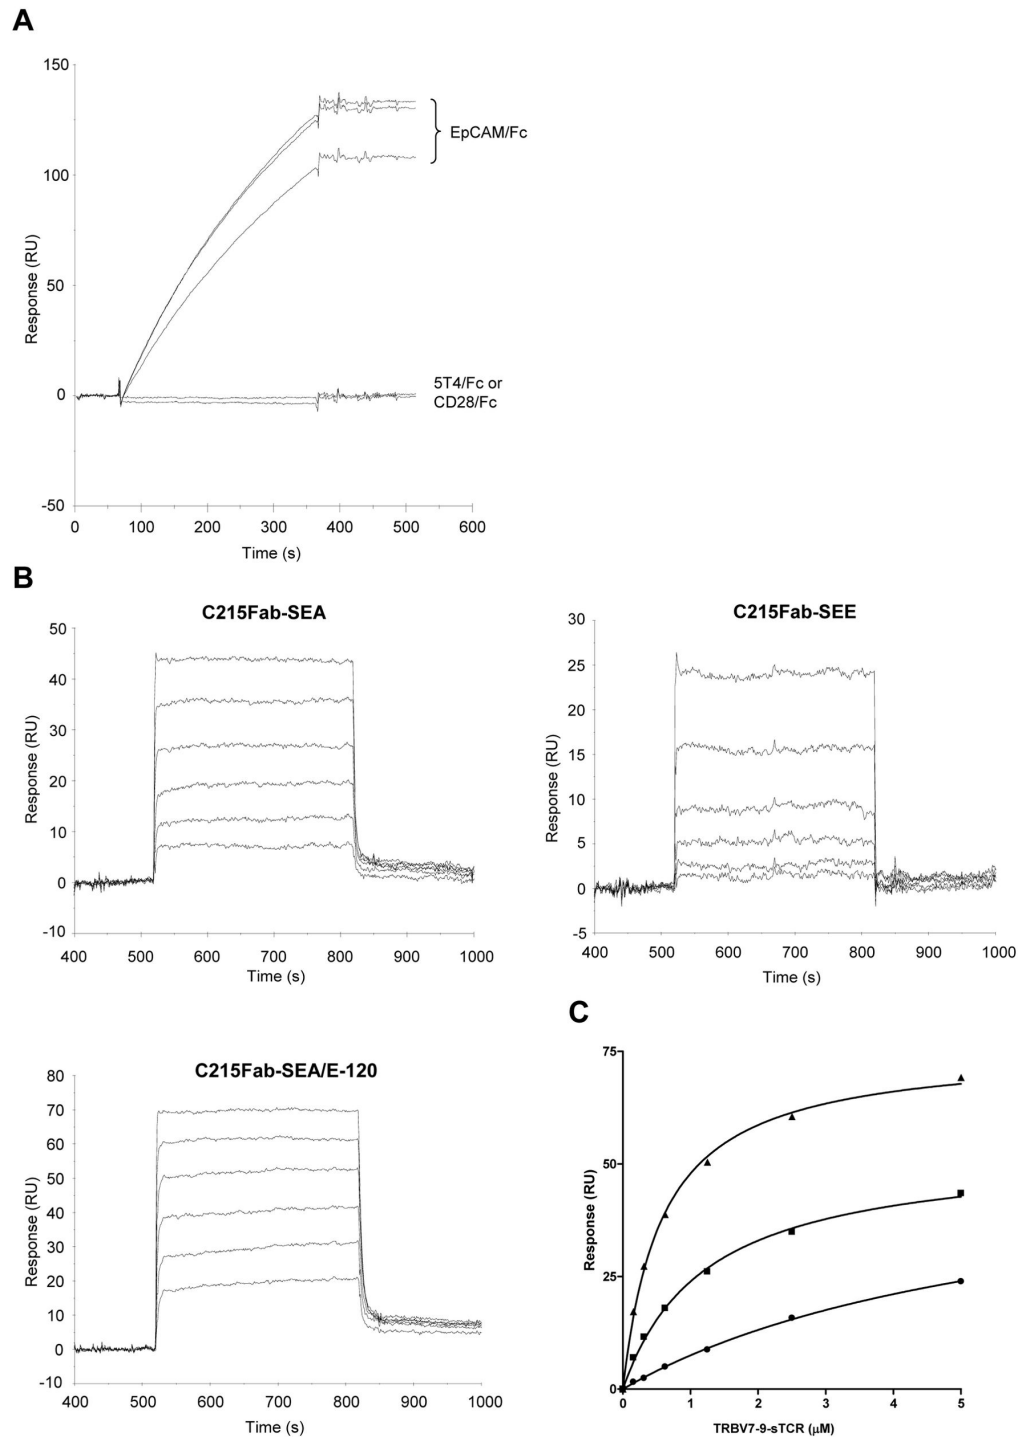 A
150
100
50
0
-50
Response (RU)
0 100 200 300 400 500 600
Time (s)
EpCAM/Fc
5T4/Fc or
CD28/Fc
B
C215Fab-SEA
50
40
30
20
10
0
-10
Response (RU)
400 500 600 700 800 900 1000
Time (s)
C215Fab-SEE
30
25
20
15
10
5
0
-5
Response (RU)
400 500 600 700 800 900 1000
Time (s)
C215Fab-SEA/E-120
80
70
60
50
40
30
20
10
0
-10
Response (RU)
400 500 600 700 800 900 1000
Time (s)
C
75
50
25
0
Response (RU)
0 1 2 3 4 5
TRBV7-9-sTCR (μM)